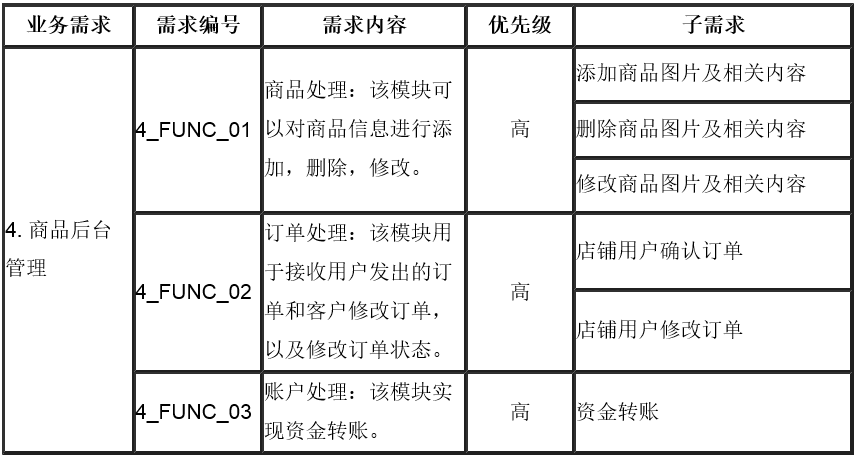 业务需求 需求编号 需求内容 优先级 子需求
4. 商品后台
管理
4_FUNC_01
商品处理：该模块可
以对商品信息进行添
加，删除，修改。
高
添加商品图片及相关内容
删除商品图片及相关内容
修改商品图片及相关内容
4_FUNC_02
订单处理：该模块用
于接收用户发出的订
单和客户修改订单，
以及修改订单状态。
高
店铺用户确认订单
店铺用户修改订单
4_FUNC_03
账户处理：该模块实
现资金转账。
高
资金转账